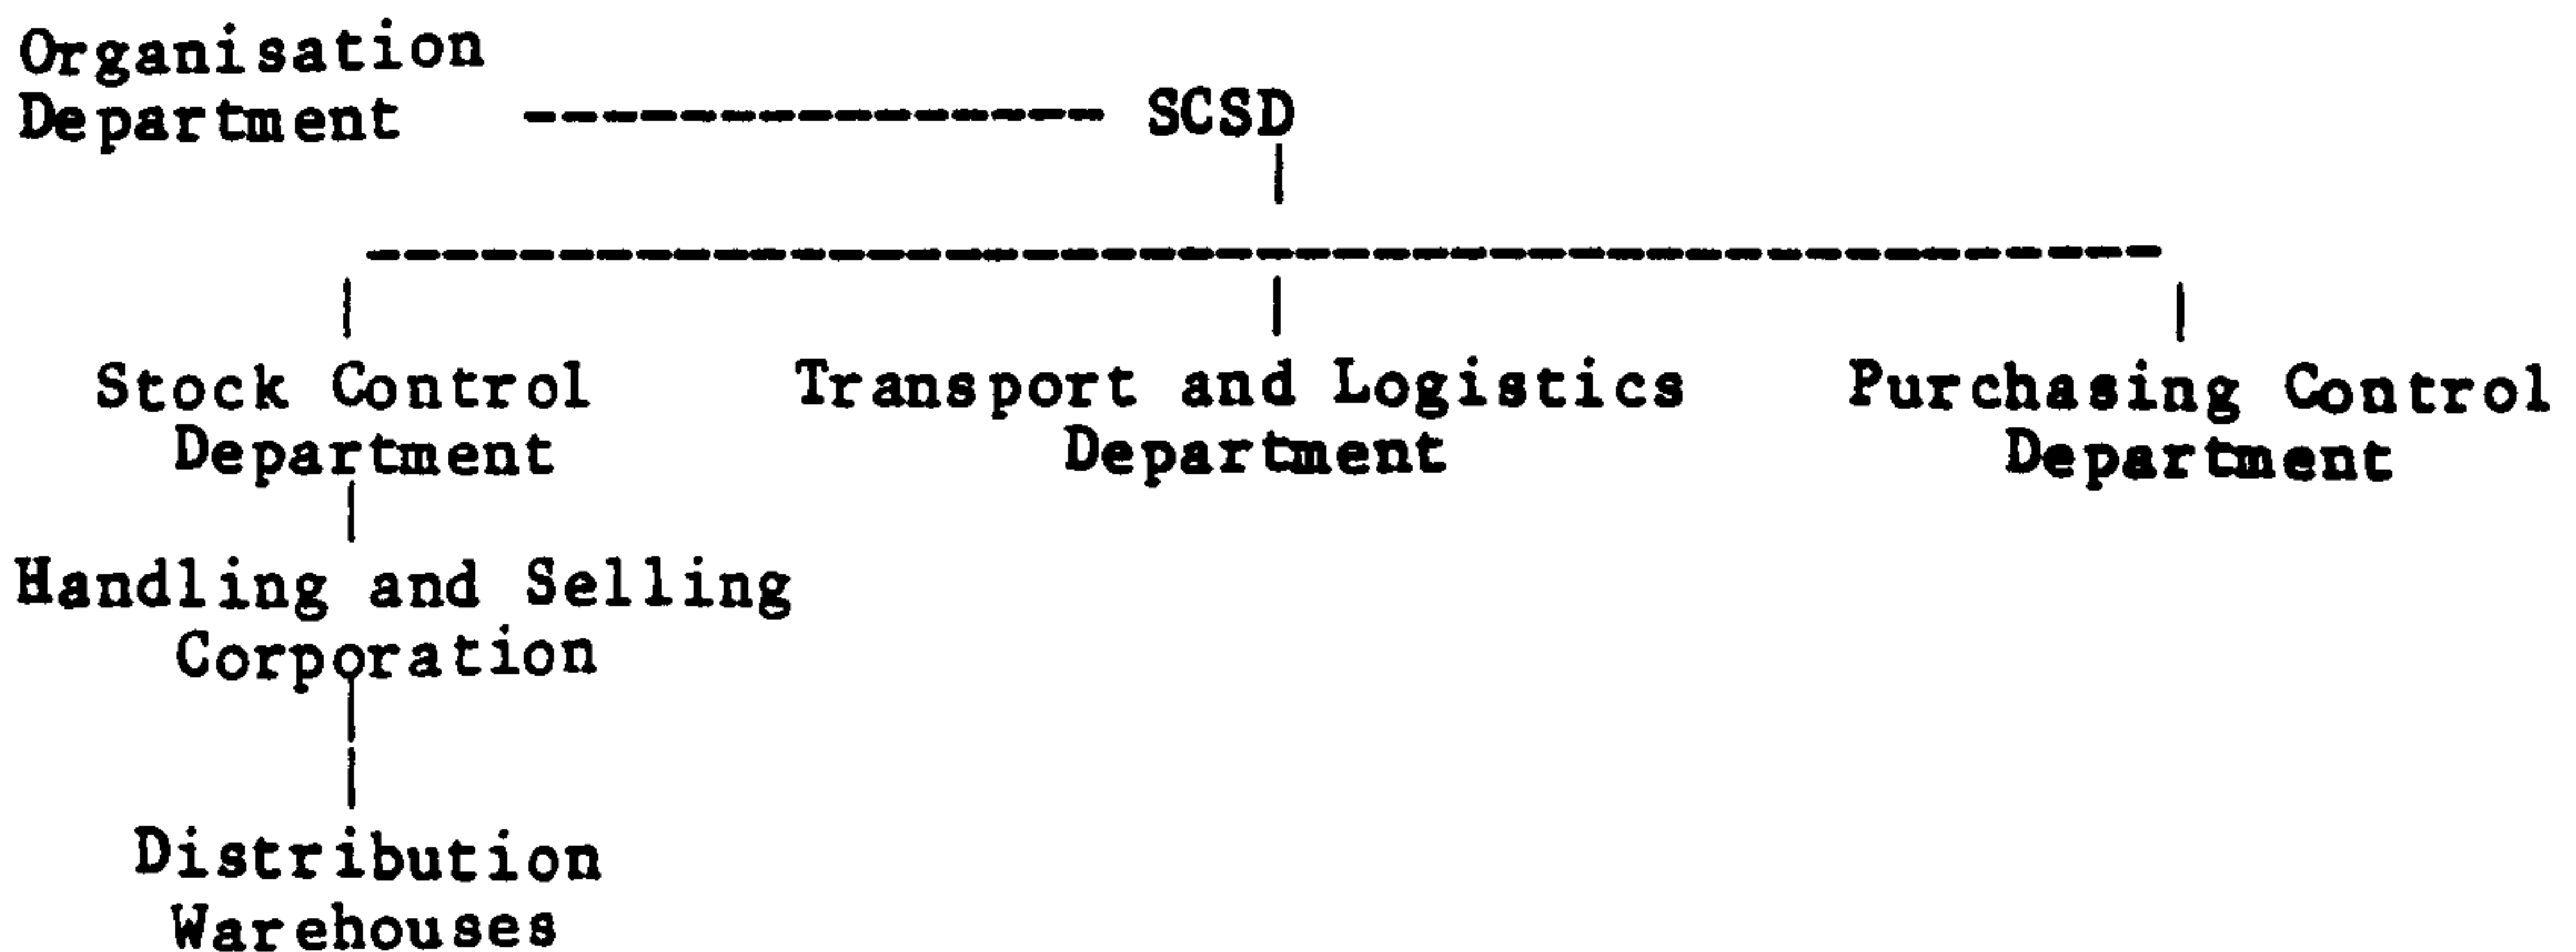 Organisation
Department SCSD
Stock Control Transport and Logistics Purchasing Control
Department Department Department
Handling and Selling
Corporation
Distribution
Warehouses